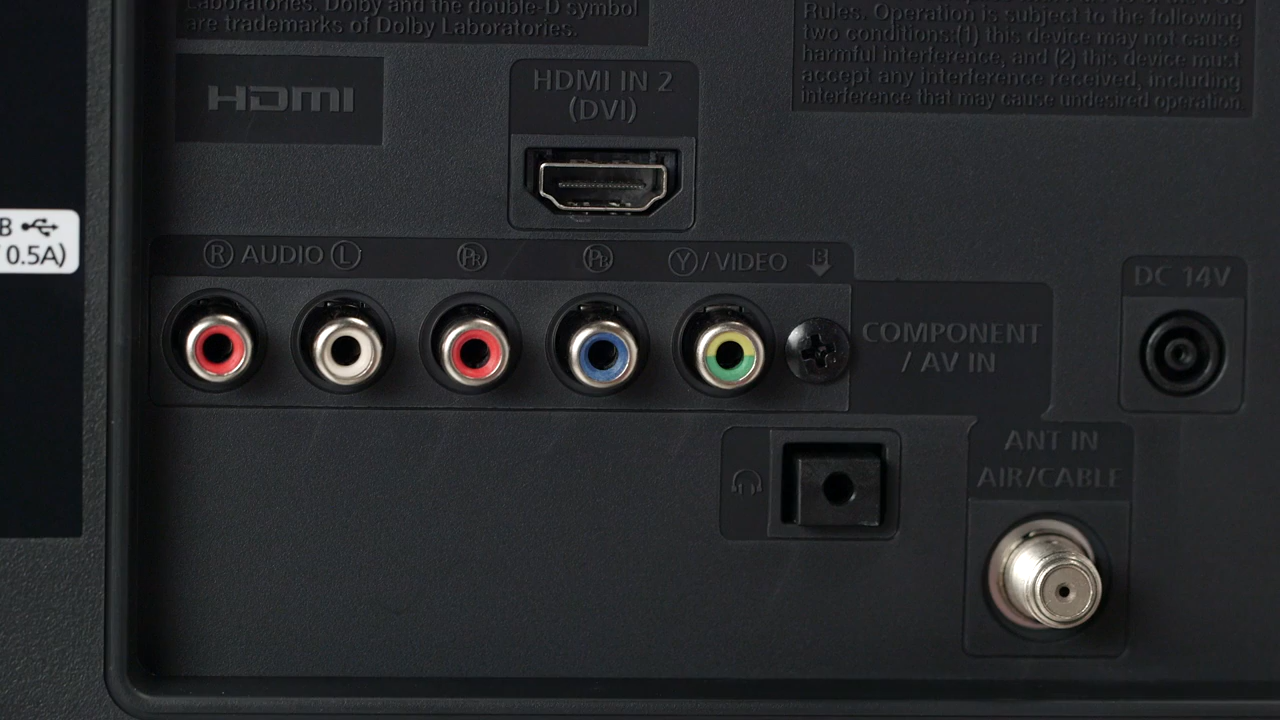 Laboratories. Dolby and the double-D symbol
are trademarks of Dolby Laboratories.
Rules. Operation is subject to the following
two conditions:(1) this device may not cause
harmful interference, and (2) this device must
accept any interference received, including
interference that may cause undesired operation.
HDMI
HDMI IN 2
(DVI)
B
0.5A)
R AUDIO L
PR
PR
Y / VIDEO
COMPONENT
/ AV IN
DC 14V
ANT IN
AIR/CABLE